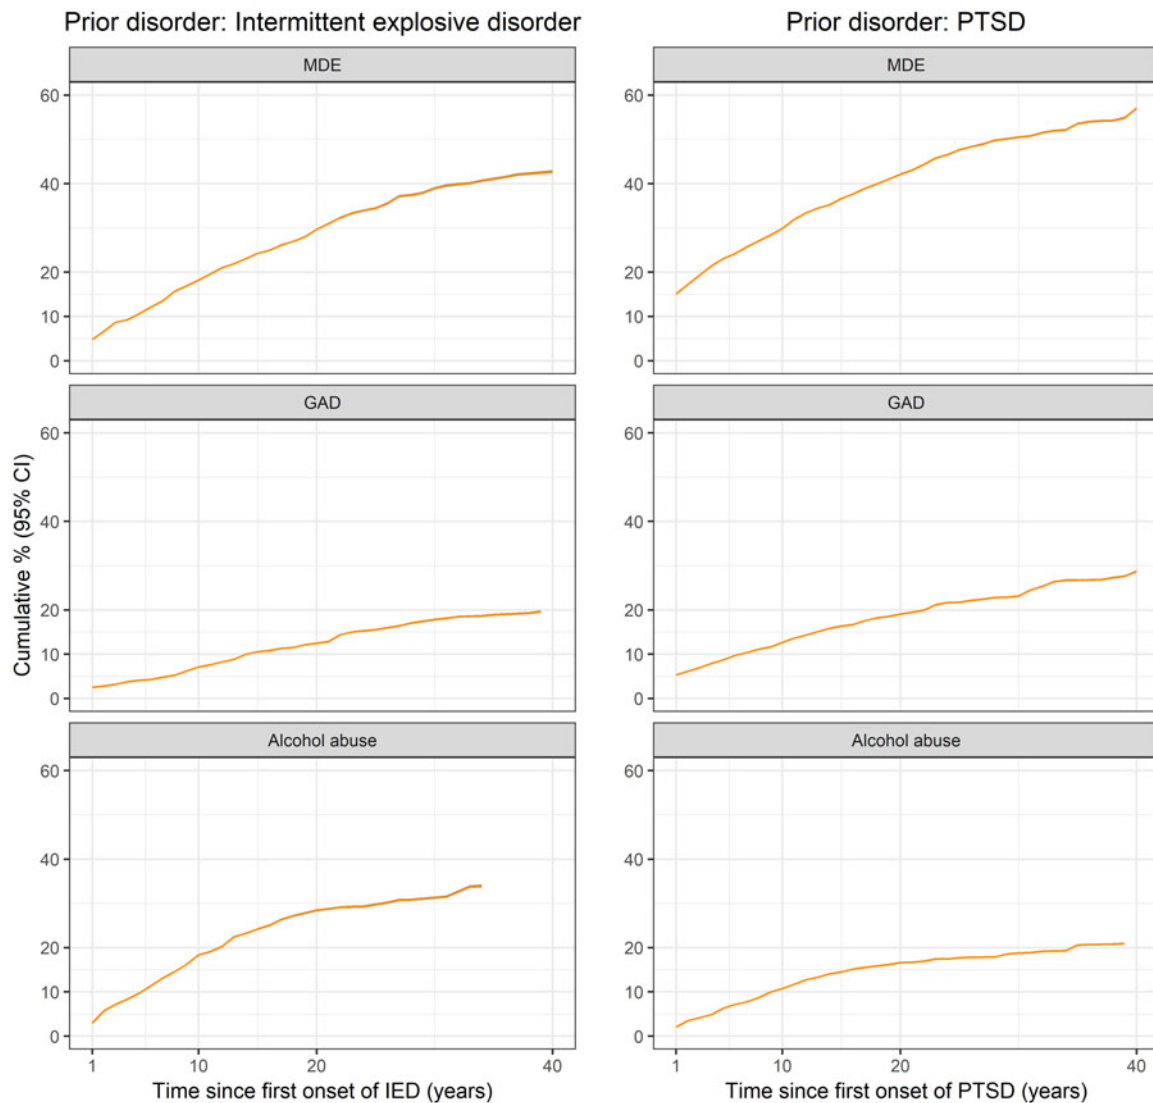 Prior disorder: Intermittent explosive disorder
Prior disorder: PTSD
Cumulative % (95% CI)
MDE
60
40
20
10
0
MDE
60
40
20
10
0
GAD
60
40
20
10
0
GAD
60
40
20
10
0
Alcohol abuse
60
40
20
10
0
1 10 20 40
Time since first onset of IED (years)
Alcohol abuse
60
40
20
10
0
1 10 20 40
Time since first onset of PTSD (years)